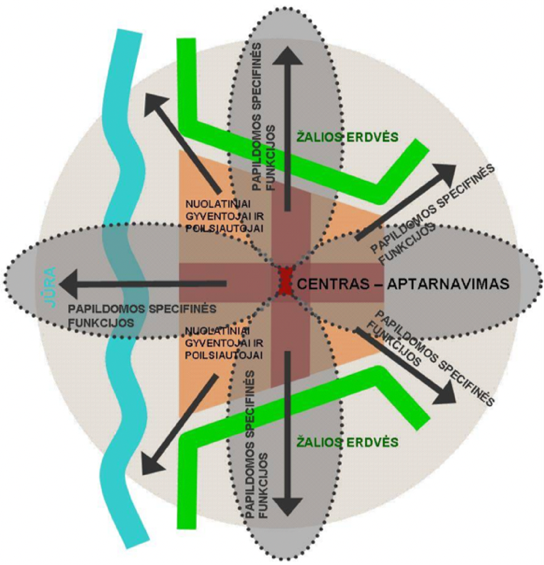 PAPILDOMOS SPECIFINĖS
FUNKCIJOS
ŽALIOS ERDVĖS
NUOLATINIAI
GYVENTOJAI IR
POILSIAUTOJAI
PAPILDOMOS SPECIFINĖS
FUNKCIJOS
JŪRA
CENTRAS – APTARNAVIMAS
PAPILDOMOS SPECIFINĖS
FUNKCIJOS
NUOLATINIAI
GYVENTOJAI IR
POILSIAUTOJAI
PAPILDOMOS SPECIFINĖS
FUNKCIJOS
PAPILDOMOS SPECIFINĖS
FUNKCIJOS
ŽALIOS ERDVĖS